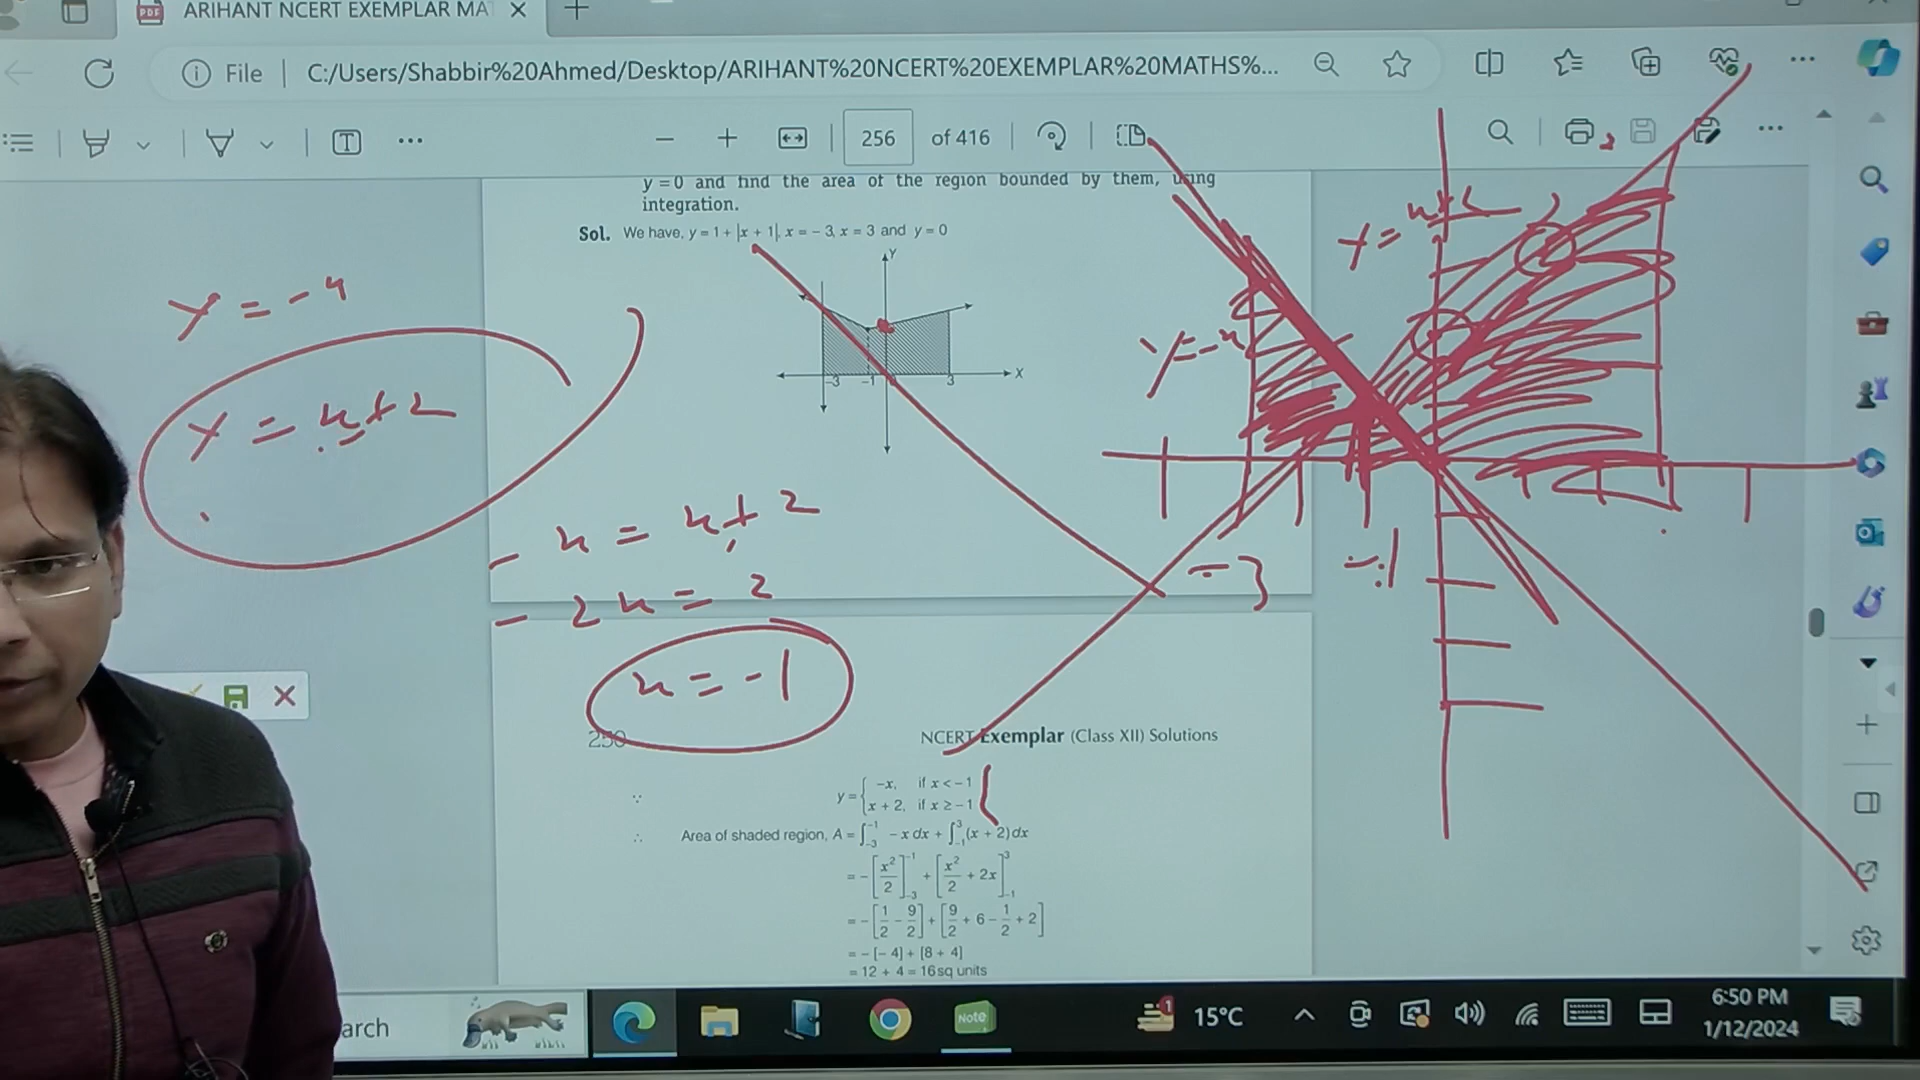 ARIHANT NCERT EXEMPLAR MA
File
C:/Users/Shabbir%20Ahmed/Desktop/ARIHANT%20NCERT%20EXEMPLAR%20MATHS%...
256 of 416
y = 0 and find the area of the region bounded by them, using
integration.
Sol. We have, y = 1 + |x + 1|, x = – 3, x = 3 and y = 0
Y
-3 -1 3 X
y = -x
y = x+2
-x = x+2
-2x = 2
x = -1
y = x+2
y = -x
-3
-1
250
NCERT Exemplar (Class XII) Solutions
∵ y = { –x, if x < –1
x + 2, if x ≥ –1
∴ Area of shaded region, A = ∫₋₃⁻¹ – x dx + ∫₋₁³ (x + 2) dx
= –[x²/2]₋₃⁻¹ + [x²/2 + 2x]₋₁³
= –[1/2 – 9/2] + [9/2 + 6 – 1/2 + 2]
= – [– 4] + [8 + 4]
= 12 + 4 = 16 sq units
arch
Note
1
15°C
6:50 PM
1/12/2024